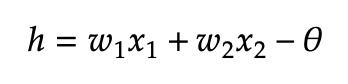 h = w₁x₁ + w₂x₂ − θ